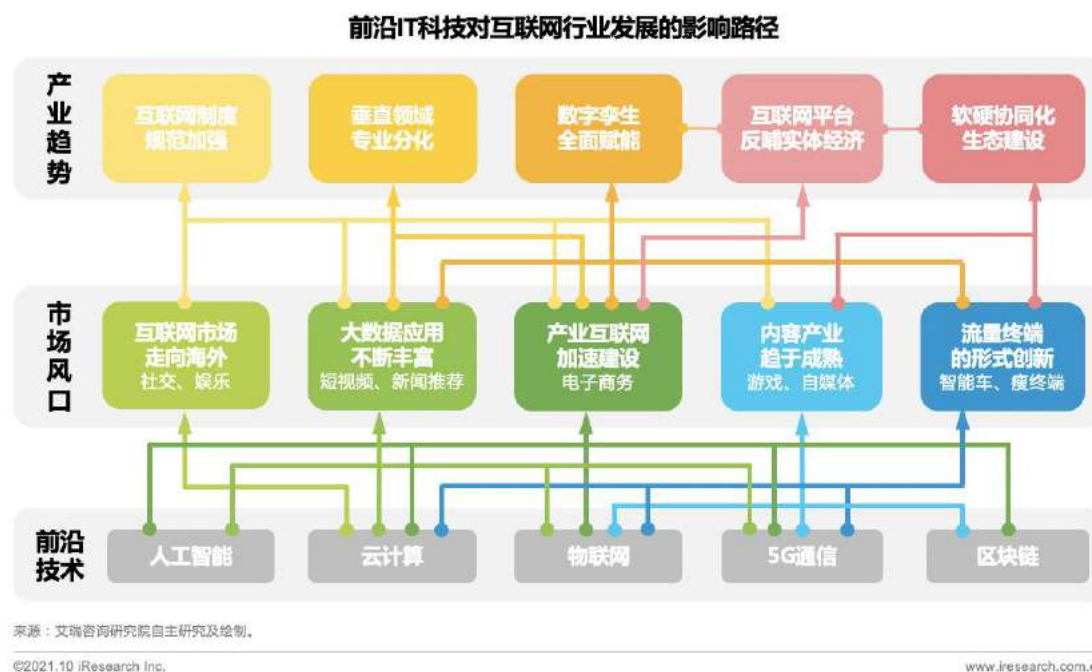 前沿IT科技对互联网行业发展的影响路径
产业趋势
互联网制度
规范加强
垂直领域
专业分化
数字孪生
全面赋能
互联网平台
反哺实体经济
软硬协同化
生态建设
市场风口
互联网市场
走向海外
社交、娱乐
大数据应用
不断丰富
短视频、新闻推荐
产业互联网
加速建设
电子商务
内容产业
趋于成熟
游戏、自媒体
流量终端
的形式创新
智能车、瘦终端
前沿
技术
人工智能
云计算
物联网
5G通信
区块链
来源：艾瑞咨询研究院自主研究及绘制。
©2021.10 iResearch Inc.
www.iresearch.com.c